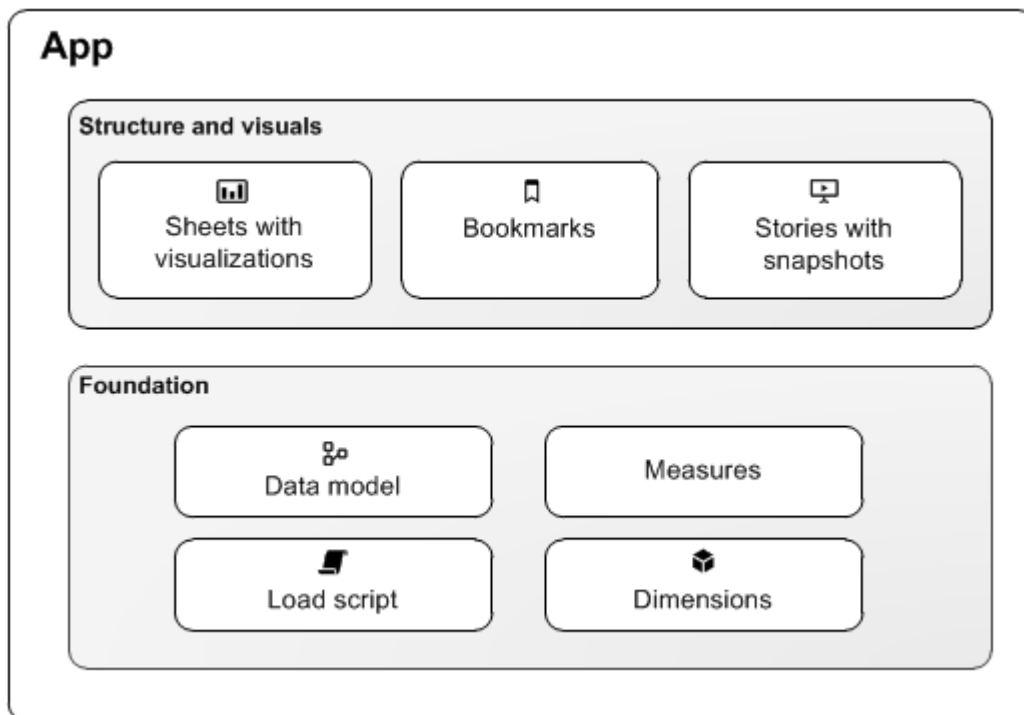 App
Structure and visuals
Sheets with
visualizations
Bookmarks
Stories with
snapshots
Foundation
Data model
Measures
Load script
Dimensions